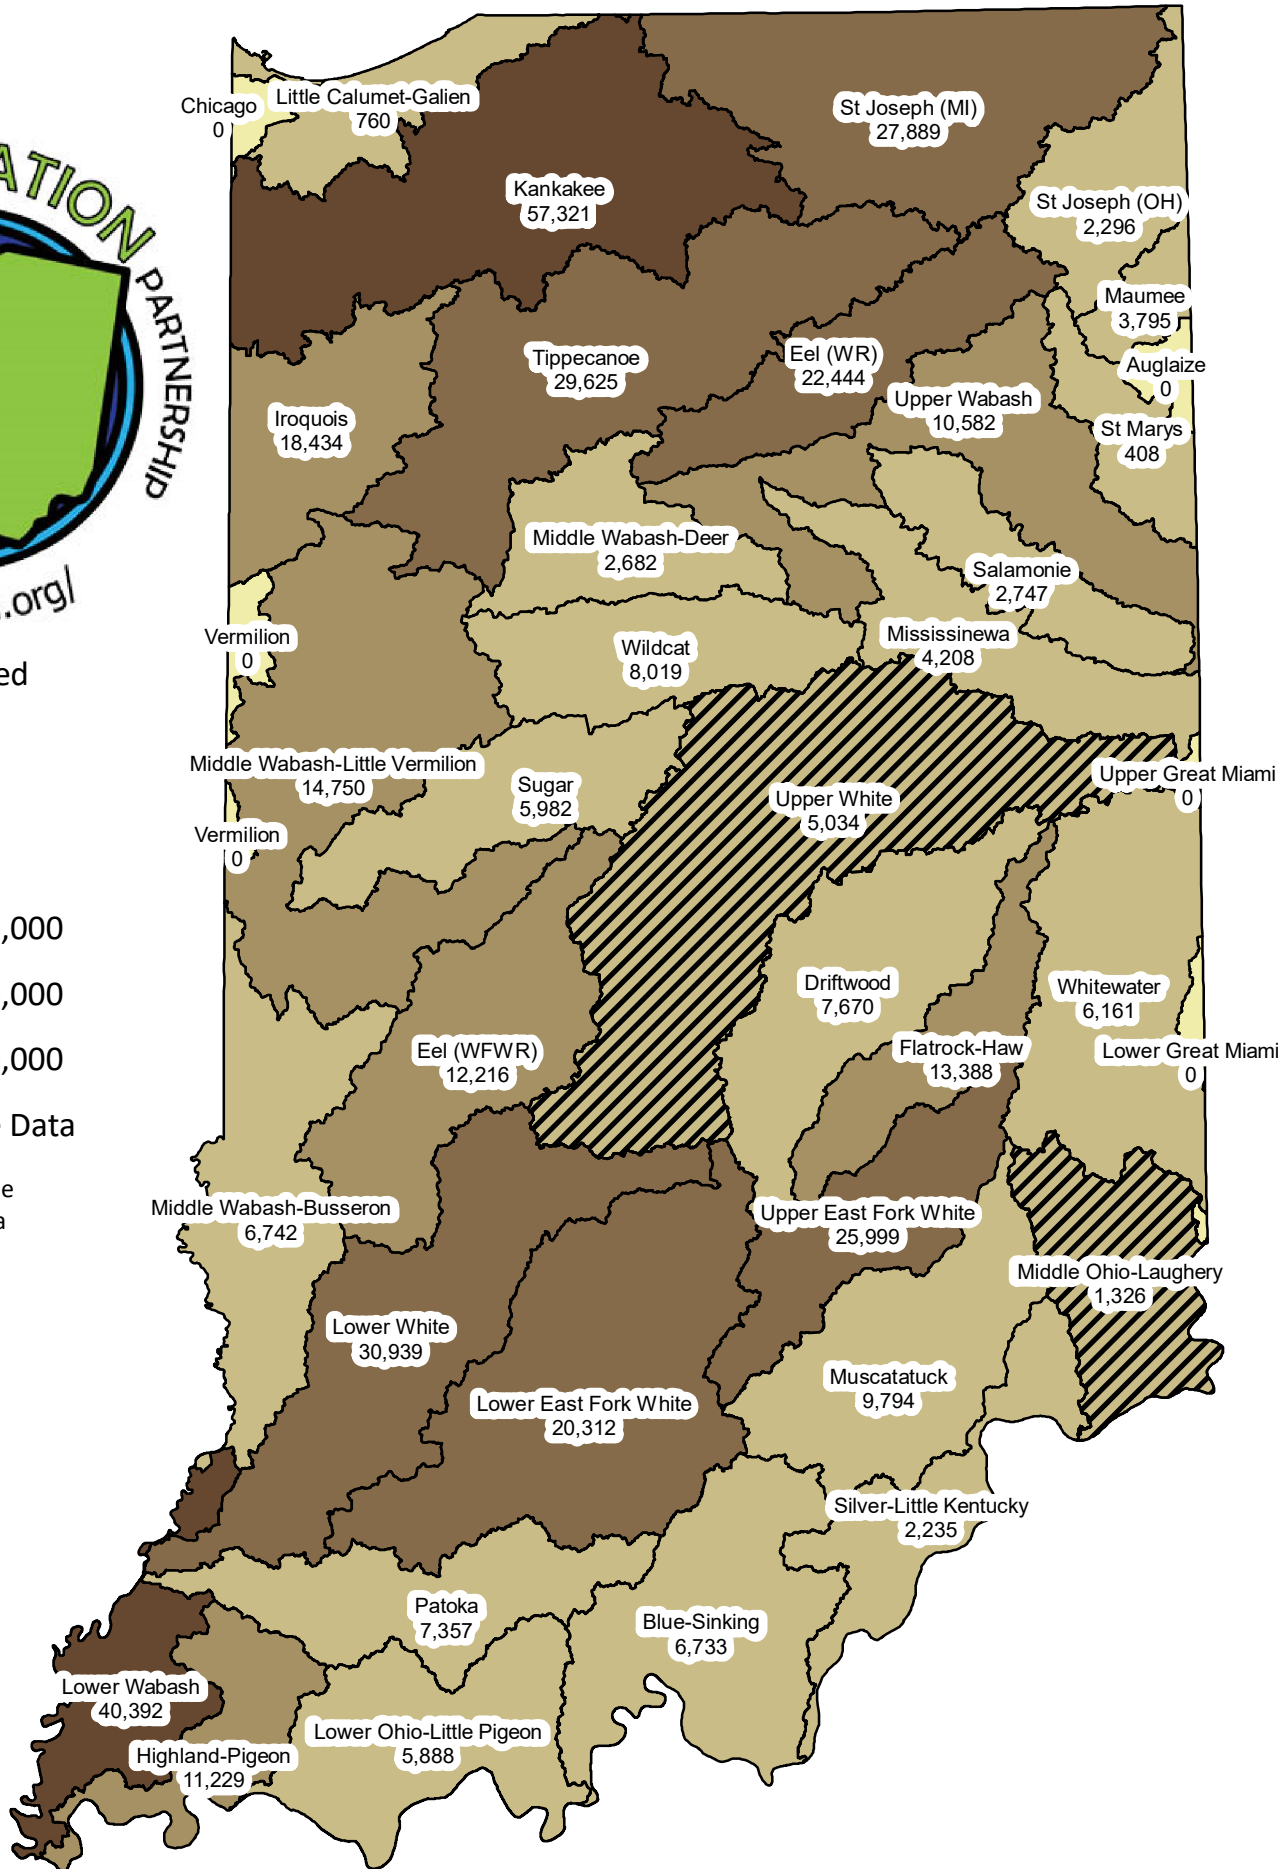 ATION
PARTNERSHIP
.org/
ed
,000
,000
,000
Data
e
a
Chicago
0
Little Calumet-Galien
760
St Joseph (MI)
27,889
Kankakee
57,321
St Joseph (OH)
2,296
Maumee
3,795
Tippecanoe
29,625
Eel (WR)
22,444
Auglaize
0
Upper Wabash
10,582
Iroquois
18,434
St Marys
408
Middle Wabash-Deer
2,682
Salamonie
2,747
Vermilion
0
Wildcat
8,019
Mississinewa
4,208
Middle Wabash-Little Vermilion
14,750
Sugar
5,982
Upper White
5,034
Upper Great Miami
0
Vermilion
0
Driftwood
7,670
Whitewater
6,161
Eel (WFWR)
12,216
Flatrock-Haw
13,388
Lower Great Miami
0
Middle Wabash-Busseron
6,742
Upper East Fork White
25,999
Middle Ohio-Laughery
1,326
Lower White
30,939
Muscatatuck
9,794
Lower East Fork White
20,312
Silver-Little Kentucky
2,235
Patoka
7,357
Blue-Sinking
6,733
Lower Wabash
40,392
Lower Ohio-Little Pigeon
5,888
Highland-Pigeon
11,229